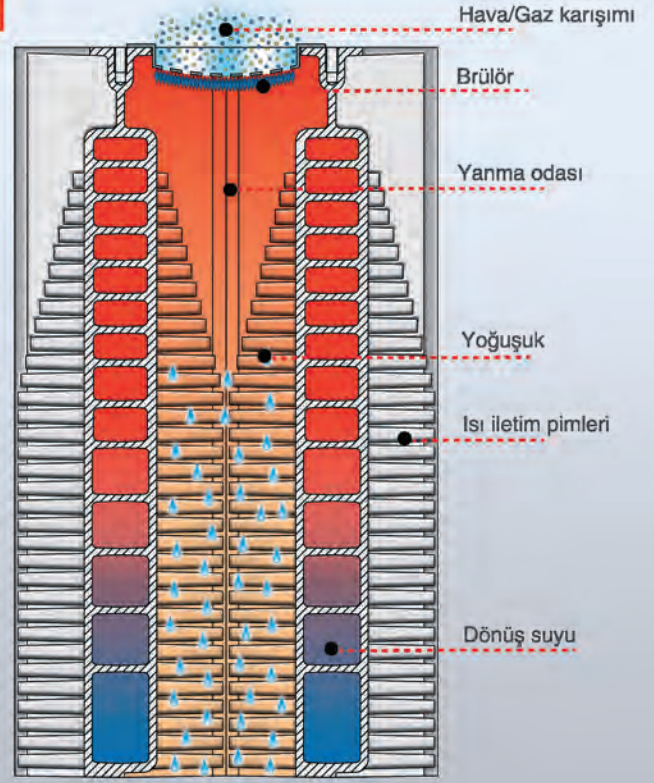 Hava/Gaz karışımı
Brülör
Yanma odası
Yoğuşuk
Isı iletim pimleri
Dönüş suyu